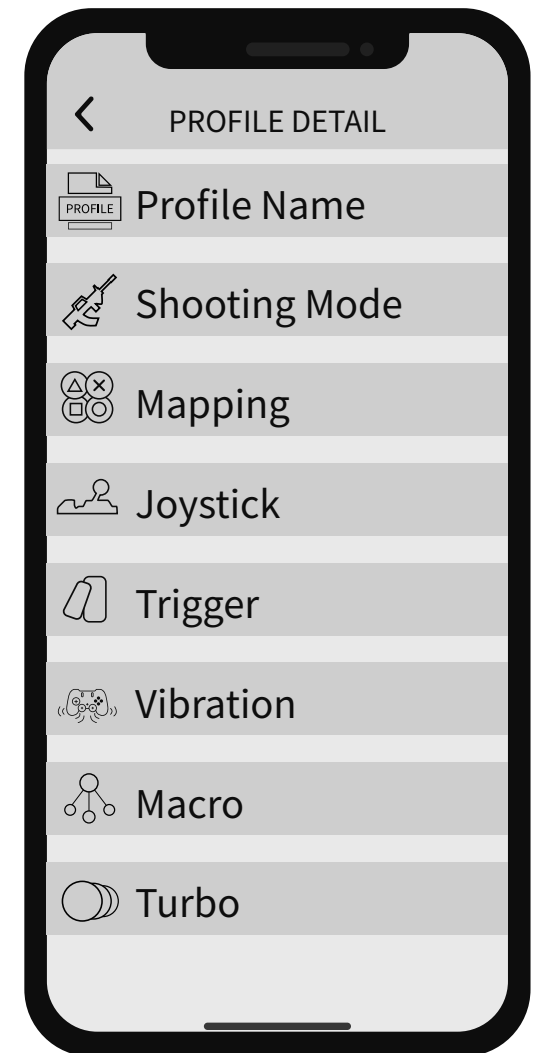 PROFILE DETAIL
PROFILE
Profile Name
Shooting Mode
Mapping
Joystick
Trigger
Vibration
Macro
Turbo